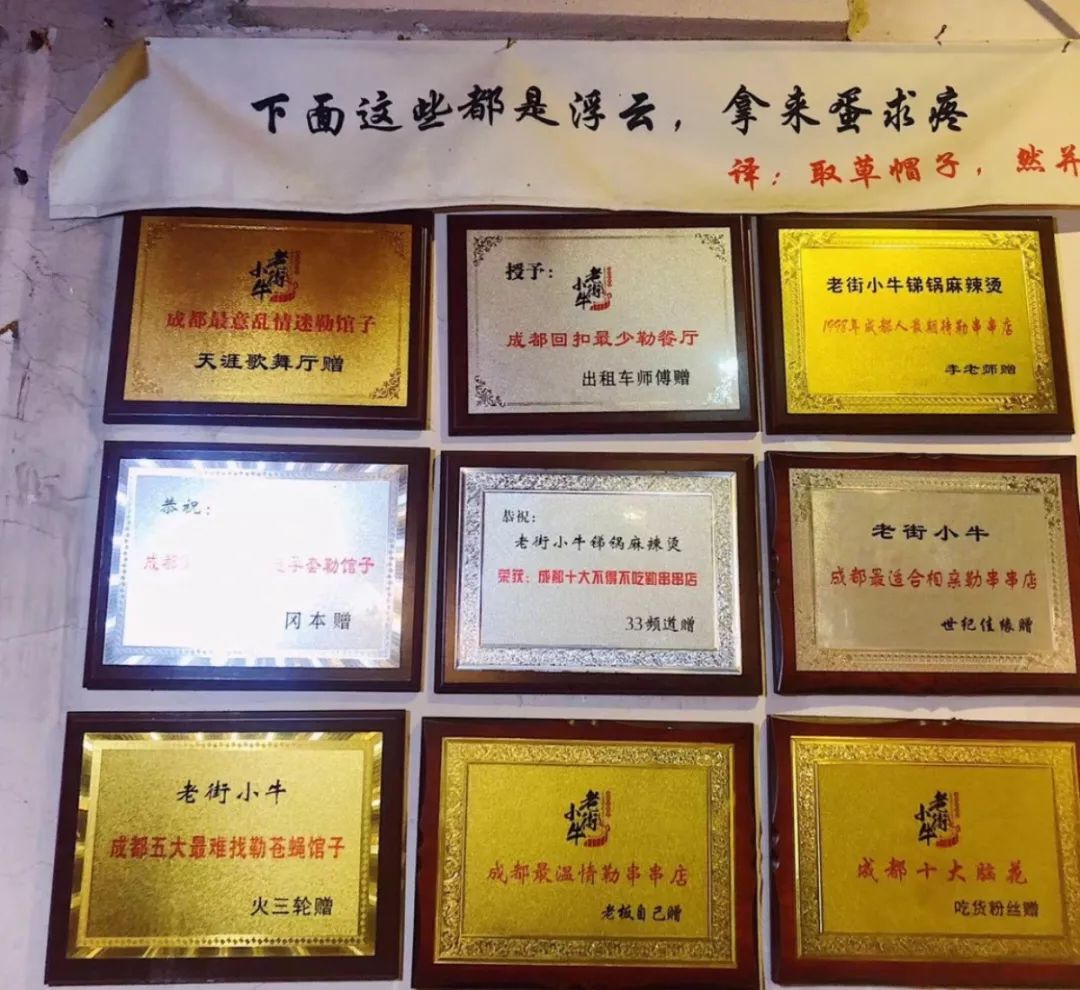 下面这些都是浮云，拿来蛋求疼
译：取草帽子，然并
老街小牛
成都最意乱情迷勒馆子
天涯歌舞厅赠
授予：
老街小牛
成都回扣最少勒餐厅
出租车师傅赠
老街小牛锑锅麻辣烫
1998年成都人最期待勒串串店
李老师赠
恭祝：
成都
套勒馆子
冈本赠
恭祝：
老街小牛锑锅麻辣烫
荣获：成都十大不得不吃勒串串店
33频道赠
老街小牛
成都最适合相亲勒串串店
世纪佳缘赠
老街小牛
成都五大最难找勒苍蝇馆子
火三轮赠
老街小牛
成都最温情勒串串店
老板自己赠
老街小牛
成都十大脑花
吃货粉丝赠